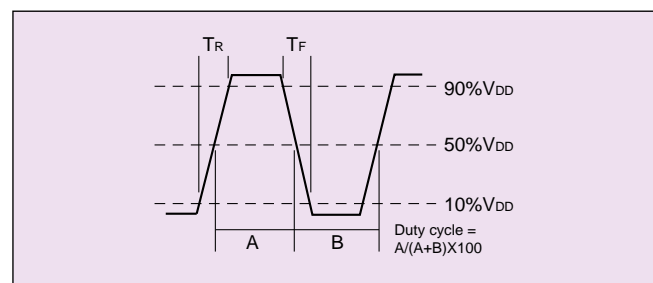 TR TF
90%VDD
50%VDD
10%VDD
A B
Duty cycle =
A/(A+B)X100